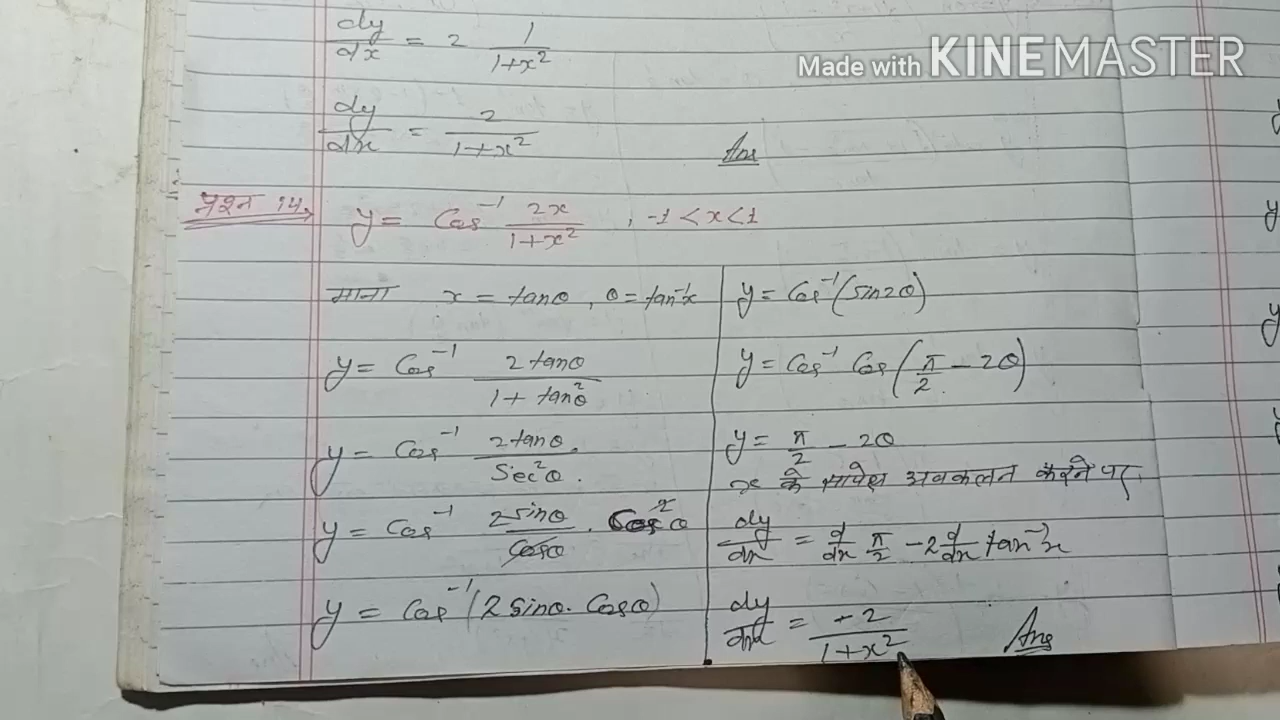 dy/dx = 2 1/1+x²
Made with KINEMASTER
dy/dx = 2/1+x²
Ans
प्रश्न 14. y = Cos⁻¹ 2x/1+x² , -1 < x < 1
माना x = tanθ , θ = tan⁻¹x
y = Cos⁻¹ 2 tanθ/1 + tan²θ
y = Cos⁻¹ 2tanθ/Sec²θ .
y = Cos⁻¹ 2sinθ/Cosθ . Cos²θ
y = Cos⁻¹ (2 Sinθ . Cosθ)
y = Cos⁻¹ (Sin2θ)
y = Cos⁻¹ Cos (π/2 - 2θ)
y = π/2 - 2θ
x के सापेक्ष अवकलन करने पर
dy/dx = d/dx π/2 - 2 d/dx tan⁻¹x
dy/dx = -2/1+x² Ans